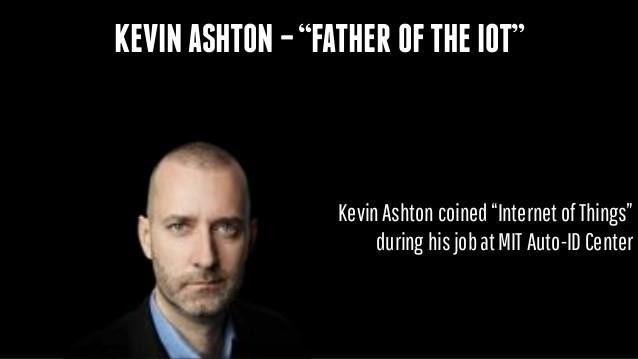 KEVIN ASHTON – “FATHER OF THE IOT”
Kevin Ashton coined “Internet of Things”
during his job at MIT Auto-ID Center